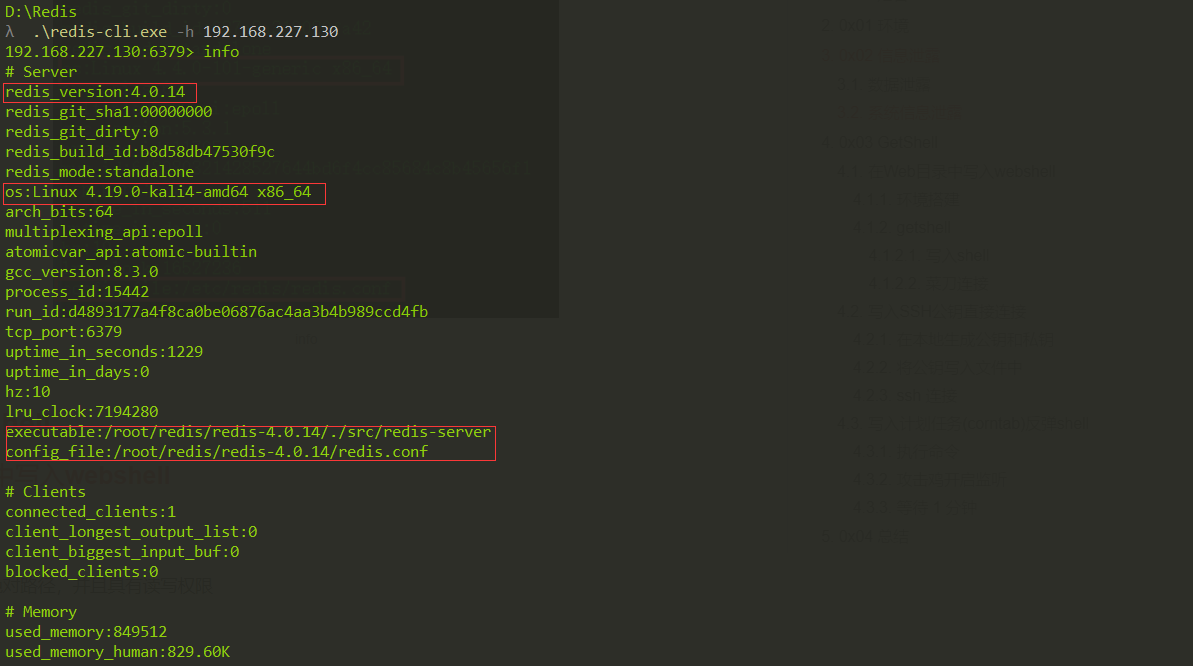 D:\Redis
λ .\redis-cli.exe -h 192.168.227.130
192.168.227.130:6379> info
# Server
redis_version:4.0.14
redis_git_sha1:00000000
redis_git_dirty:0
redis_build_id:b8d58db47530f9c
redis_mode:standalone
os:Linux 4.19.0-kali4-amd64 x86_64
arch_bits:64
multiplexing_api:epoll
atomicvar_api:atomic-builtin
gcc_version:8.3.0
process_id:15442
run_id:d4893177a4f8ca0be06876ac4aa3b4b989ccd4fb
tcp_port:6379
uptime_in_seconds:1229
uptime_in_days:0
hz:10
lru_clock:7194280
executable:/root/redis/redis-4.0.14/./src/redis-server
config_file:/root/redis/redis-4.0.14/redis.conf
# Clients
connected_clients:1
client_longest_output_list:0
client_biggest_input_buf:0
blocked_clients:0
# Memory
used_memory:849512
used_memory_human:829.60K